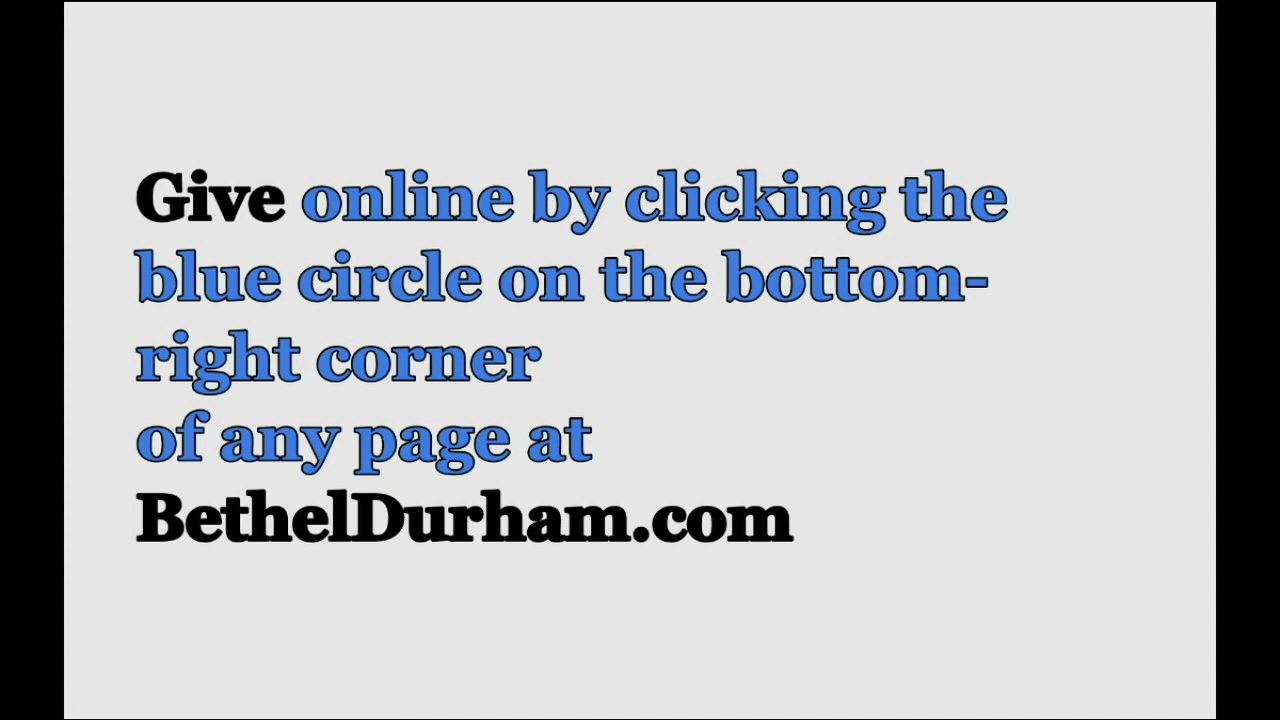 Give online by clicking the
blue circle on the bottom-
right corner
of any page at
BethelDurham.com